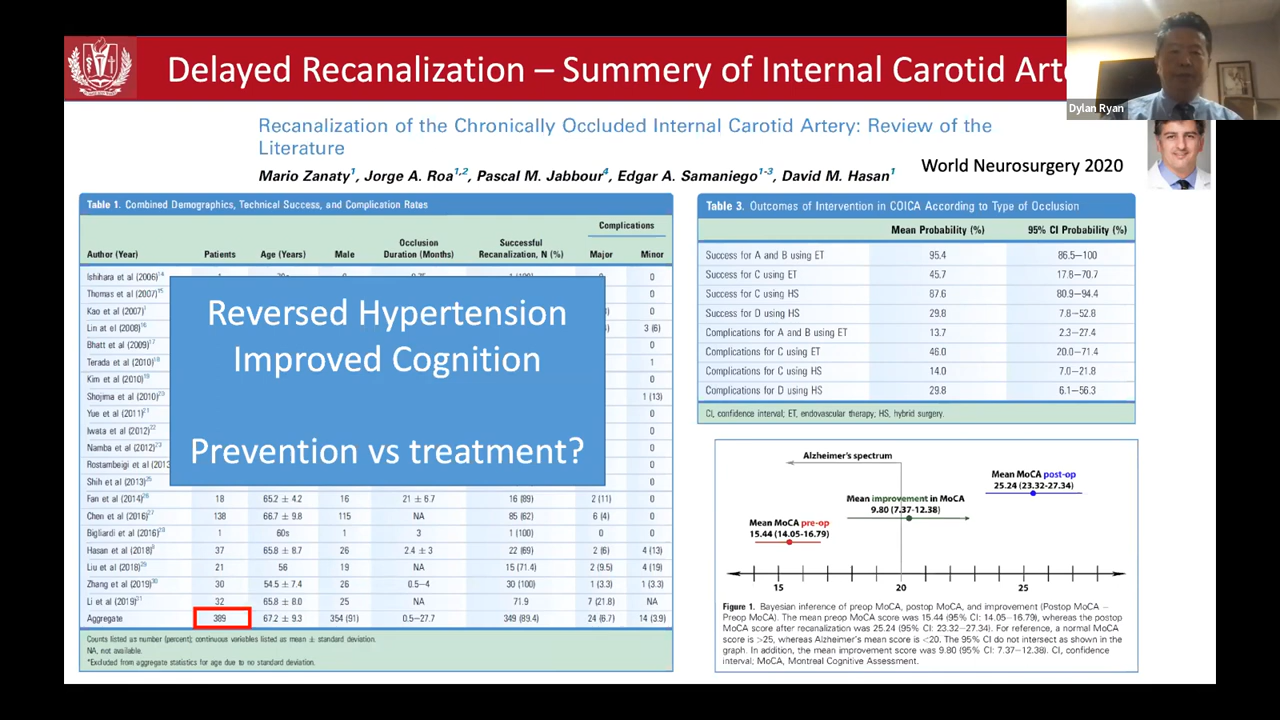 Delayed Recanalization – Summery of Internal Carotid
Dylan Ryan
Recanalization of the Chronically Occluded Internal Carotid Artery: Review of the
Literature
World Neurosurgery 2020
Mario Zanaty1, Jorge A. Roa1,2, Pascal M. Jabbour4, Edgar A. Samaniego1-3, David M. Hasan1
Table 1. Combined Demographics, Technical Success, and Complication Rates
Complications
Author (Year) Patients Age (Years) Male Occlusion Duration (Months) Successful Recanalization, N (%) Major Minor
Ishihara et al (2006)14 0
Thomas et al (2007)15 0
Kao et al (2007)1 0
Lin at el (2008)16 3 (6)
Bhatt et al (2009)17 0
Terada et al (2010)18 1
Kim et al (2010)19 0
Shojima et al (2010)20 1 (13)
Yue et al (2011)21 0
Iwata et al (2012)22 0
Namba et al (2012)23 0
Rostambeigi et al (2013 0
Shih et al (2013)25 0
Reversed Hypertension
Improved Cognition
Prevention vs treatment?
Fan et al (2014)26 18 65.2 ± 4.2 16 21 ± 6.7 16 (89) 2 (11) 0
Chen et al (2016)27 138 66.7 ± 9.8 115 NA 85 (62) 6 (4) 0
Bigliardi et al (2016)28 1 60s 1 3 1 (100) 0 0
Hasan et al (2018)9 37 65.8 ± 8.7 26 2.4 ± 3 22 (69) 2 (6) 4 (13)
Liu et al (2018)29 21 56 19 NA 15 (71.4) 2 (9.5) 4 (19)
Zhang et al (2019)30 30 54.5 ± 7.4 26 0.5–4 30 (100) 1 (3.3) 1 (3.3)
Li et al (2019)31 32 65.8 ± 8.0 25 NA 71.9 7 (21.8) NA
Aggregate 389 67.2 ± 9.3 354 (91) 0.5-27.7 349 (89.4) 24 (6.7) 14 (3.9)
Counts listed as number (percent); continuous variables listed as mean ± standard deviation.
NA, not available.
*Excluded from aggregate statistics for age due to no standard deviation.
Table 3. Outcomes of Intervention in COICA According to Type of Occlusion
Mean Probability (%) 95% CI Probability (%)
Success for A and B using ET 95.4 86.5–100
Success for C using ET 45.7 17.8–70.7
Success for C using HS 87.6 80.9–94.4
Success for D using HS 29.8 7.8–52.8
Complications for A and B using ET 13.7 2.3–27.4
Complications for C using ET 46.0 20.0–71.4
Complications for C using HS 14.0 7.0–21.8
Complications for D using HS 29.8 6.1–56.3
CI, confidence interval; ET, endovascular therapy; HS, hybrid surgery.
Alzheimer's spectrum
Mean MoCA post-op
25.24 (23.32-27.34)
Mean improvement in MoCA
9.80 (7.37-12.38)
Mean MoCA pre-op
15.44 (14.05-16.79)
15 20 25
Figure 1. Bayesian inference of preop MoCA, postop MoCA, and improvement (Postop MoCA –
Preop MoCA). The mean preop MoCA score was 15.44 (95% CI: 14.05–16.79), whereas the postop
MoCA score after recanalization was 25.24 (95% CI: 23.32–27.34). For reference, a normal MoCA
score is >25, whereas Alzheimer's mean score is <20. The 95% CI do not intersect as shown in the
graph. In addition, the mean improvement score was 9.80 (95% CI: 7.37–12.38). CI, confidence
interval; MoCA, Montreal Cognitive Assessment.